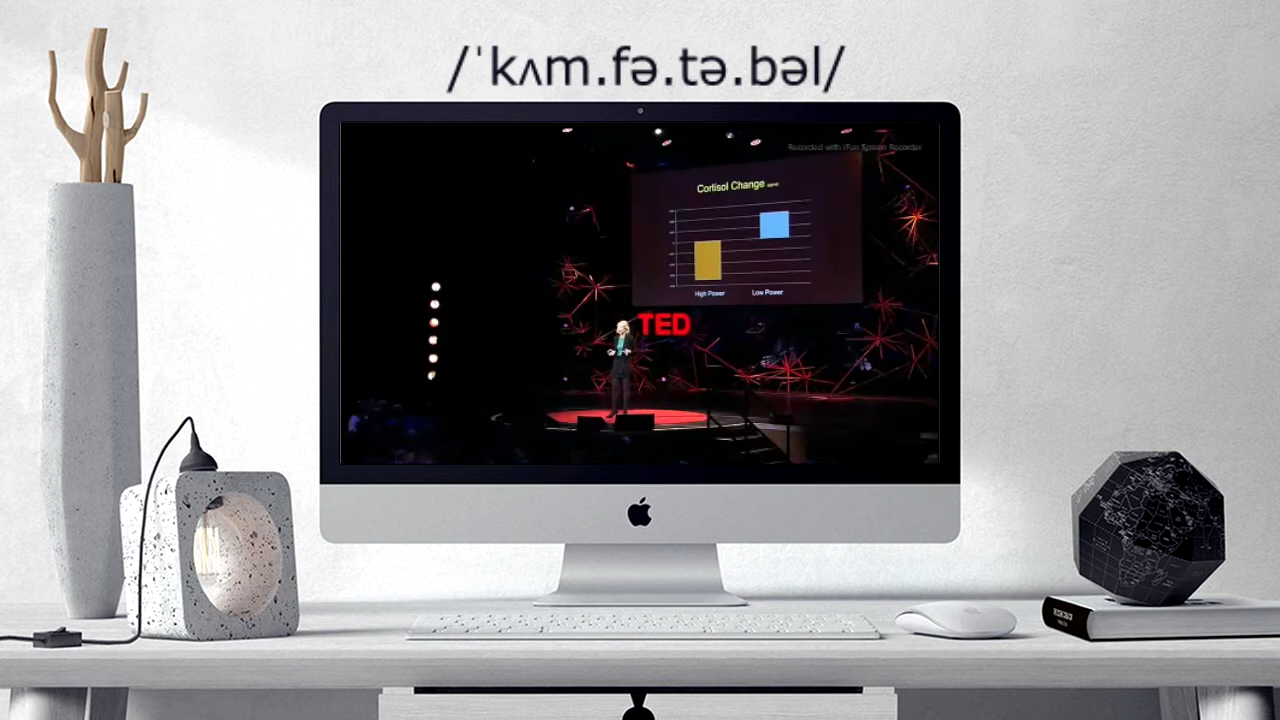 /ˈkʌm.fə.tə.bəl/
Recorded with iFun Screen Recorder
Cortisol Change
High Power
Low Power
TED